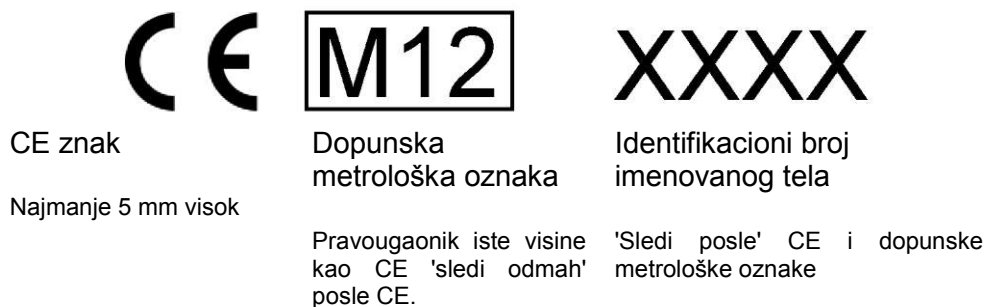 CE M12 XXXX
CE znak
Najmanje 5 mm visok
Dopunska
metrološka oznaka
Pravougaonik iste visine
kao CE 'sledi odmah'
posle CE.
Identifikacioni broj
imenovanog tela
'Sledi posle' CE i dopunske
metrološke oznake